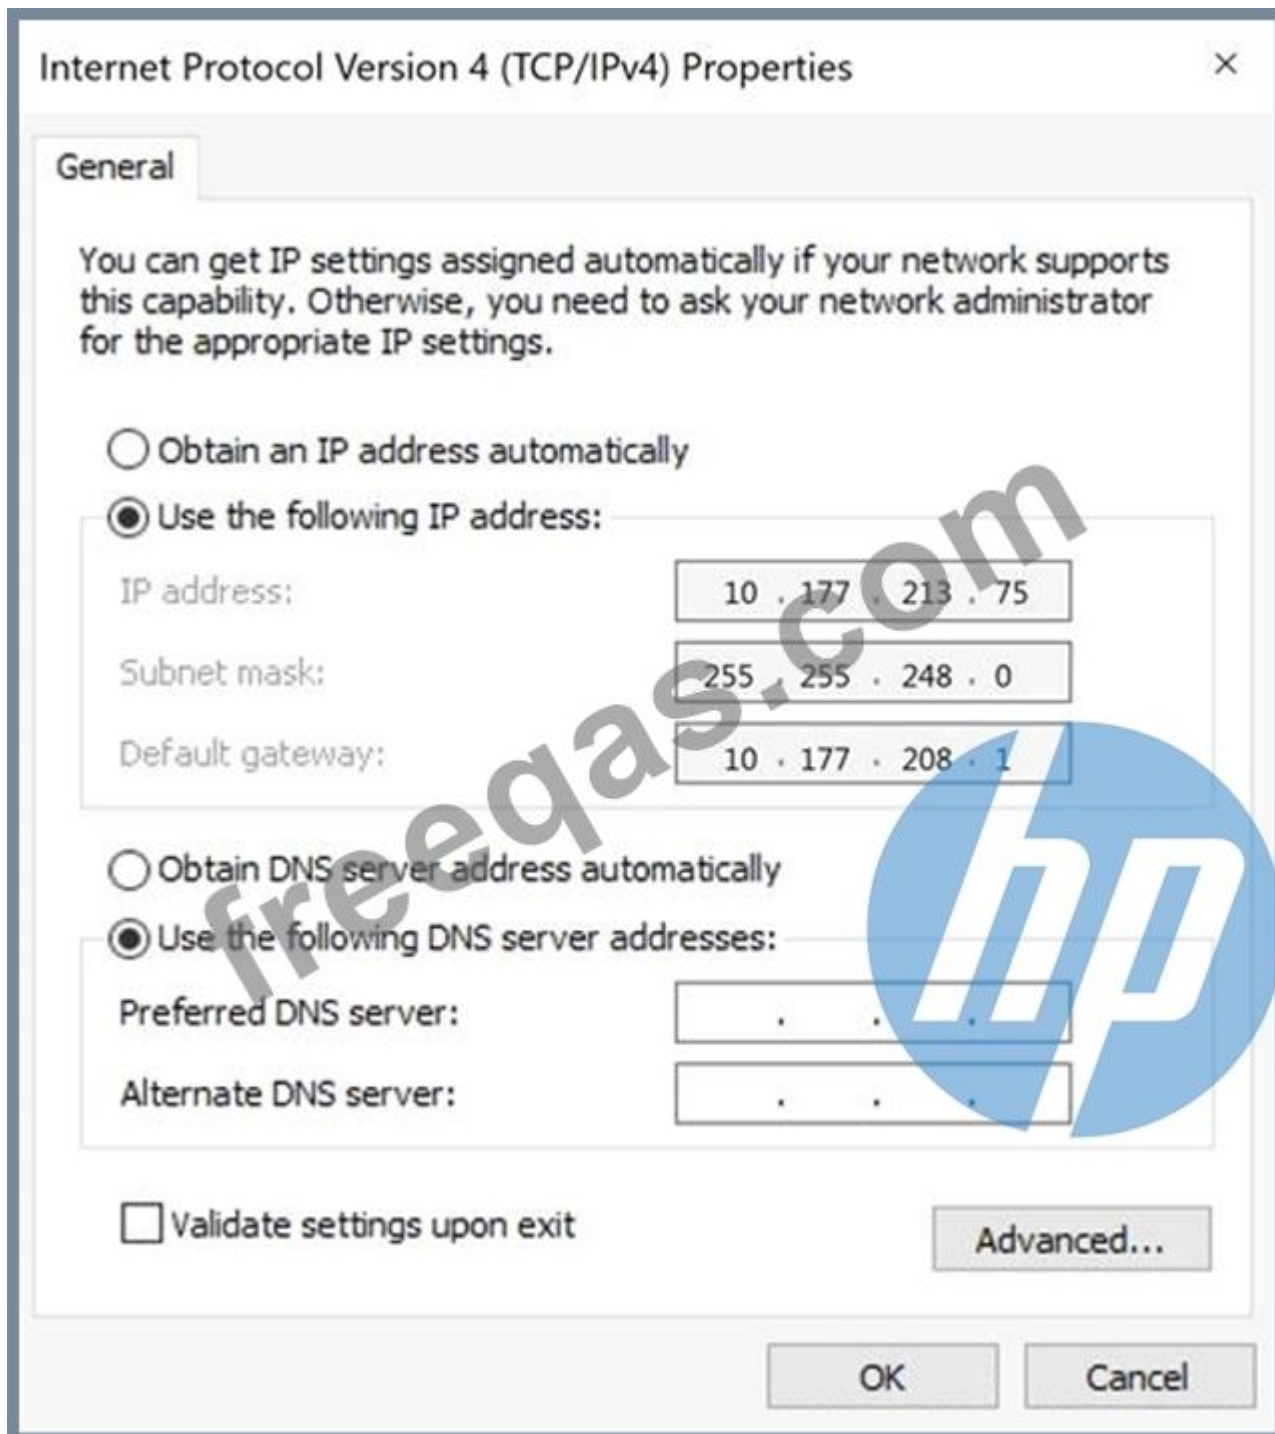 Internet Protocol Version 4 (TCP/IPv4) Properties
General
You can get IP settings assigned automatically if your network supports
this capability. Otherwise, you need to ask your network administrator
for the appropriate IP settings.
Obtain an IP address automatically
Use the following IP address:
IP address: 10 . 177 . 213 . 75
Subnet mask: 255 . 255 . 248 . 0
Default gateway: 10 . 177 . 208 . 1
Obtain DNS server address automatically
Use the following DNS server addresses:
Preferred DNS server: . . .
Alternate DNS server: . . .
Validate settings upon exit
Advanced...
OK Cancel
freeqas.com
hp